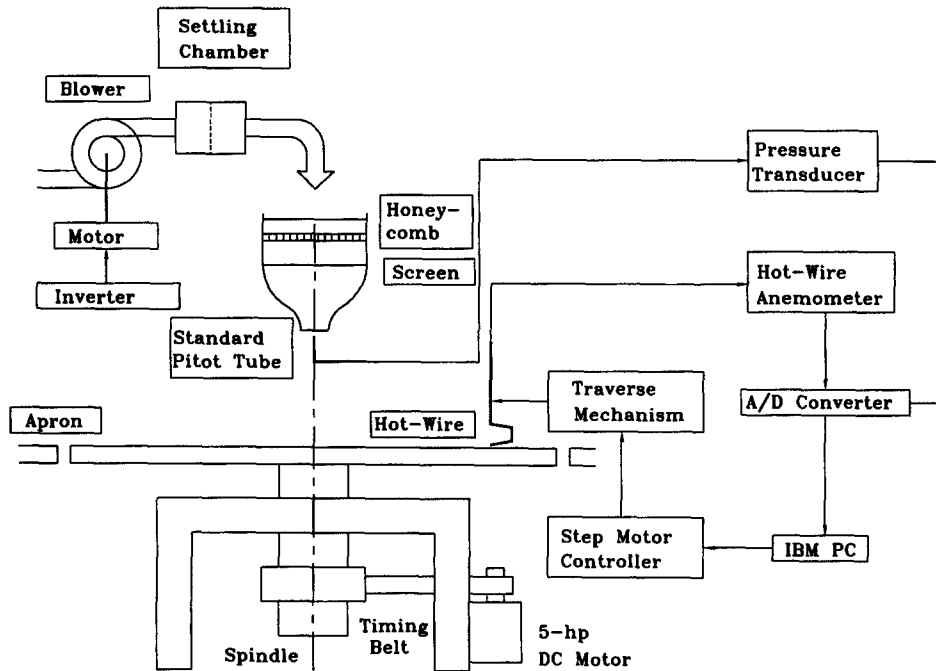 Settling
Chamber
Blower
Pressure
Transducer
Honey-
comb
Motor
Screen
Hot-Wire
Anemometer
Inverter
Standard
Pitot Tube
Traverse
Mechanism
A/D Converter
Apron
Hot-Wire
Step Motor
Controller
IBM PC
Timing
Belt
5-hp
DC Motor
Spindle